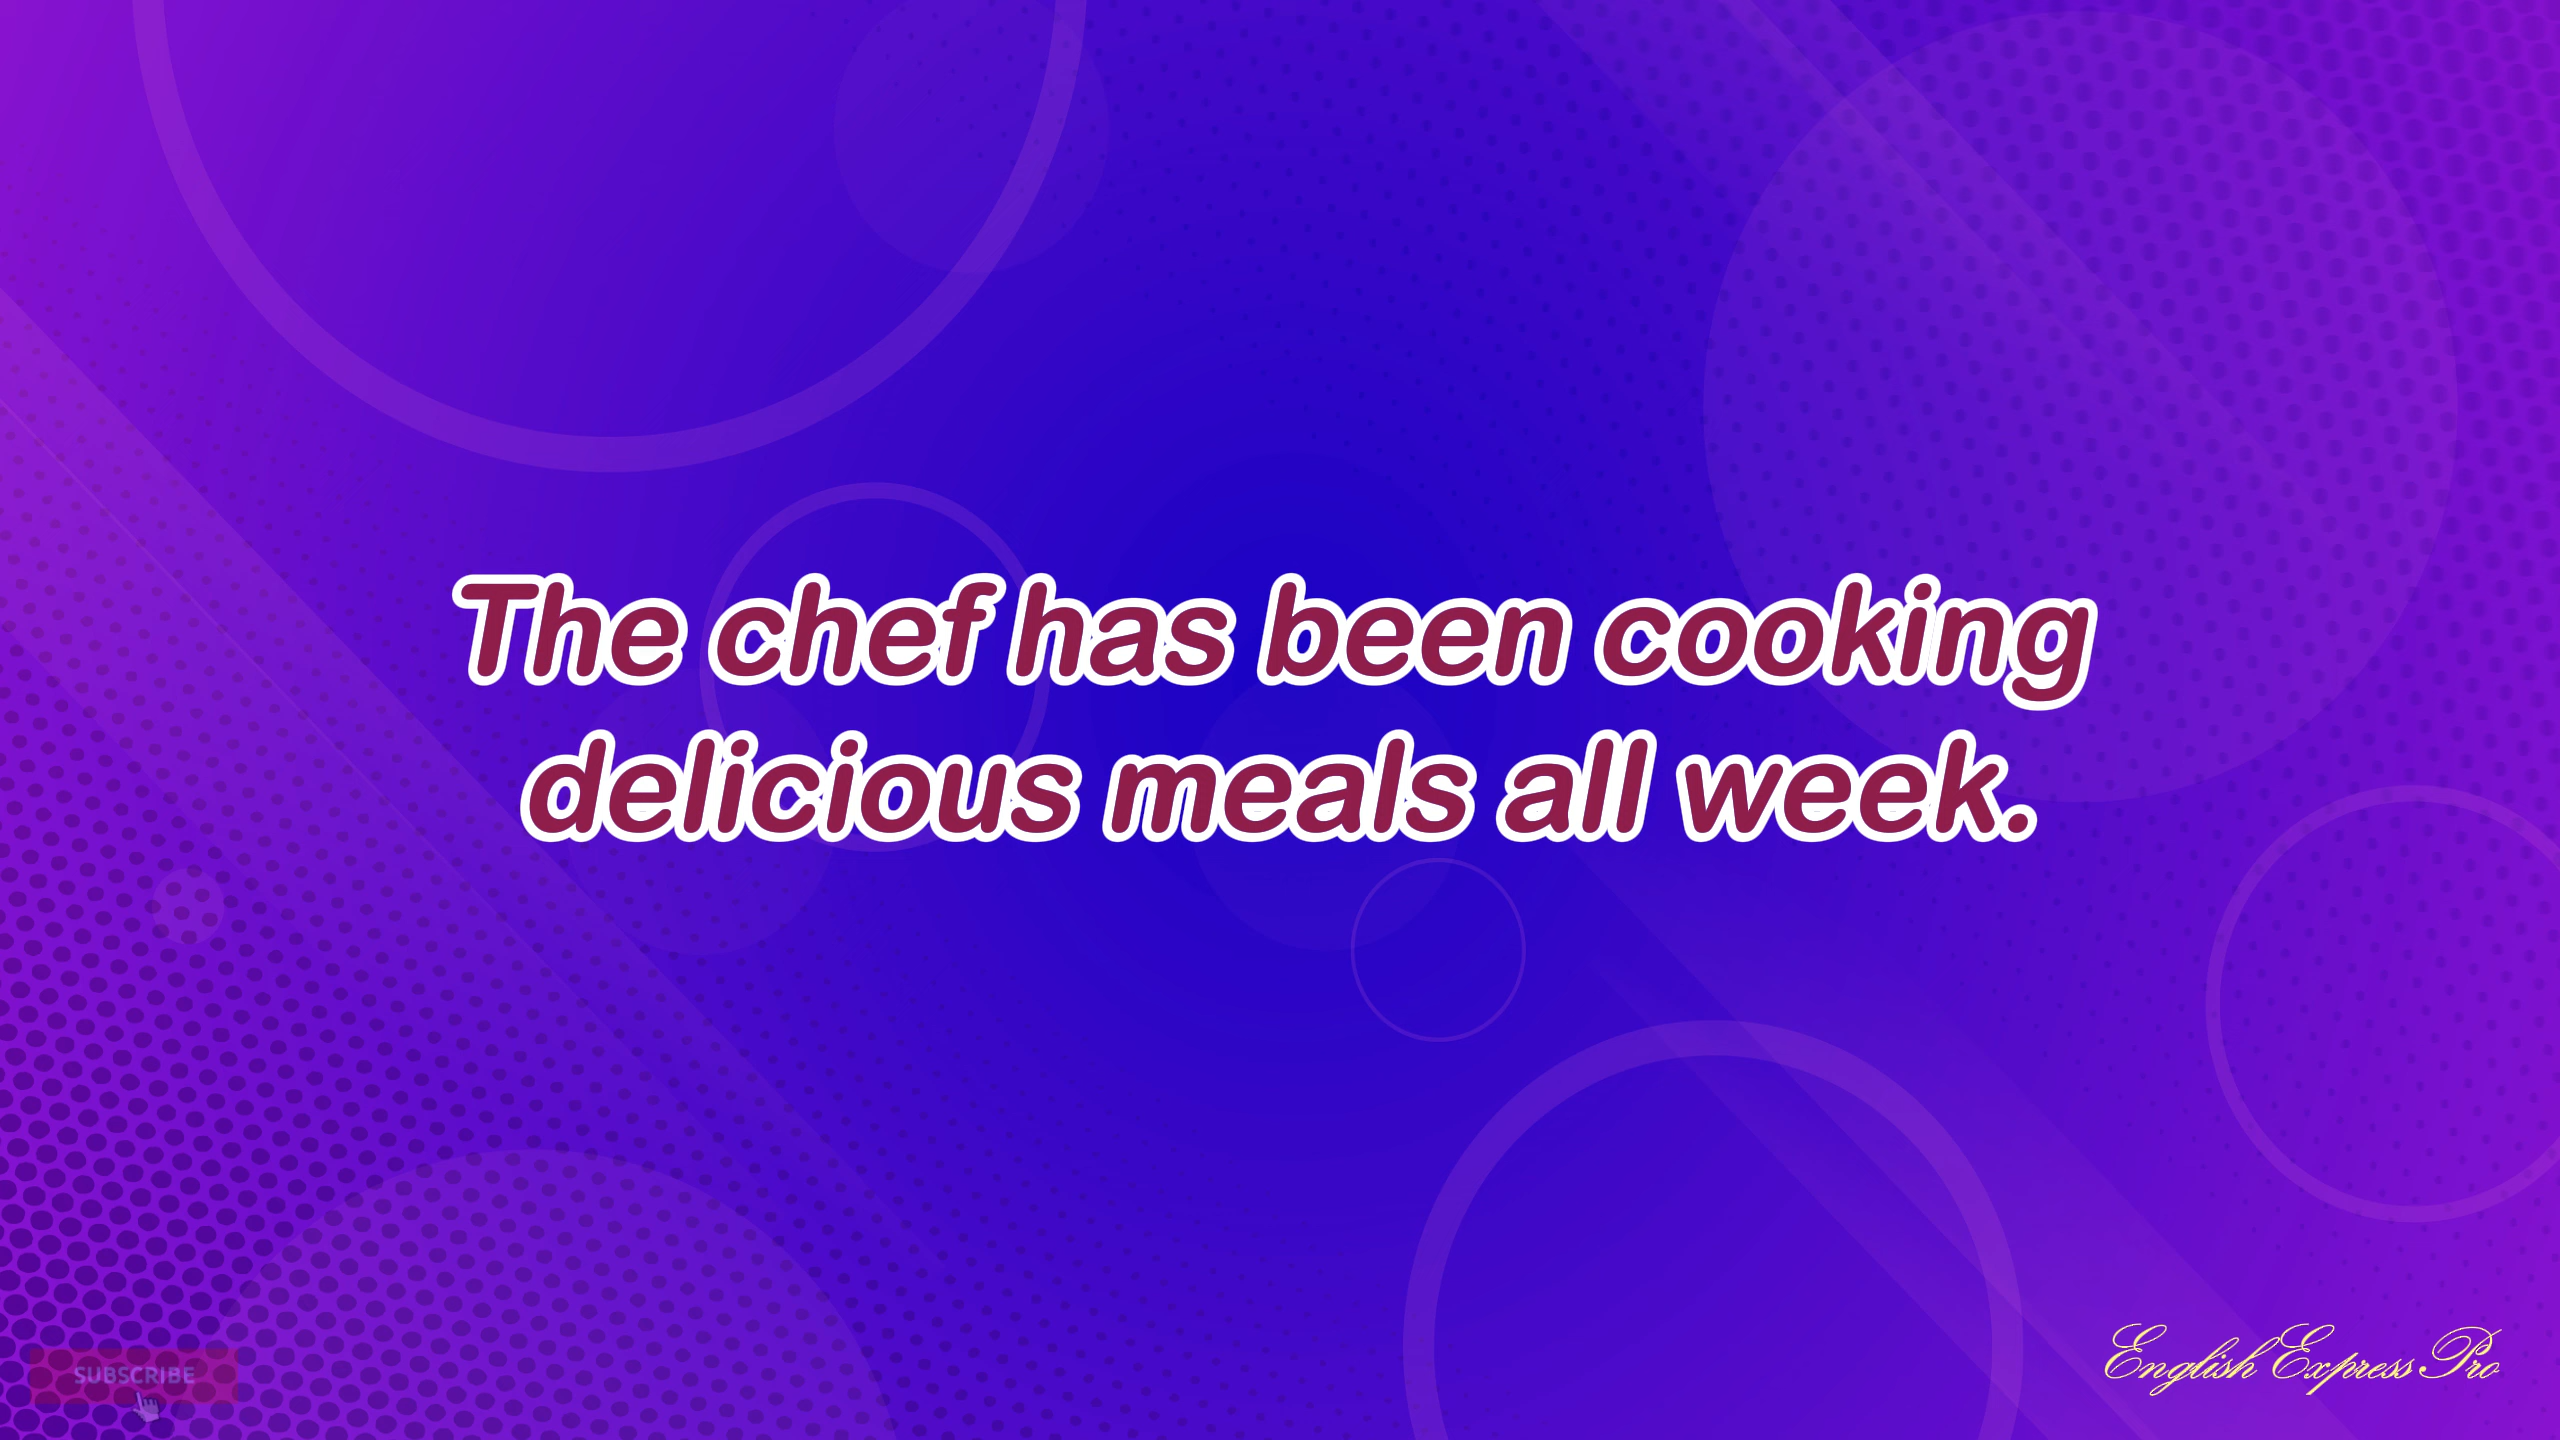 The chef has been cooking
delicious meals all week.
SUBSCRIBE
English Express Pro